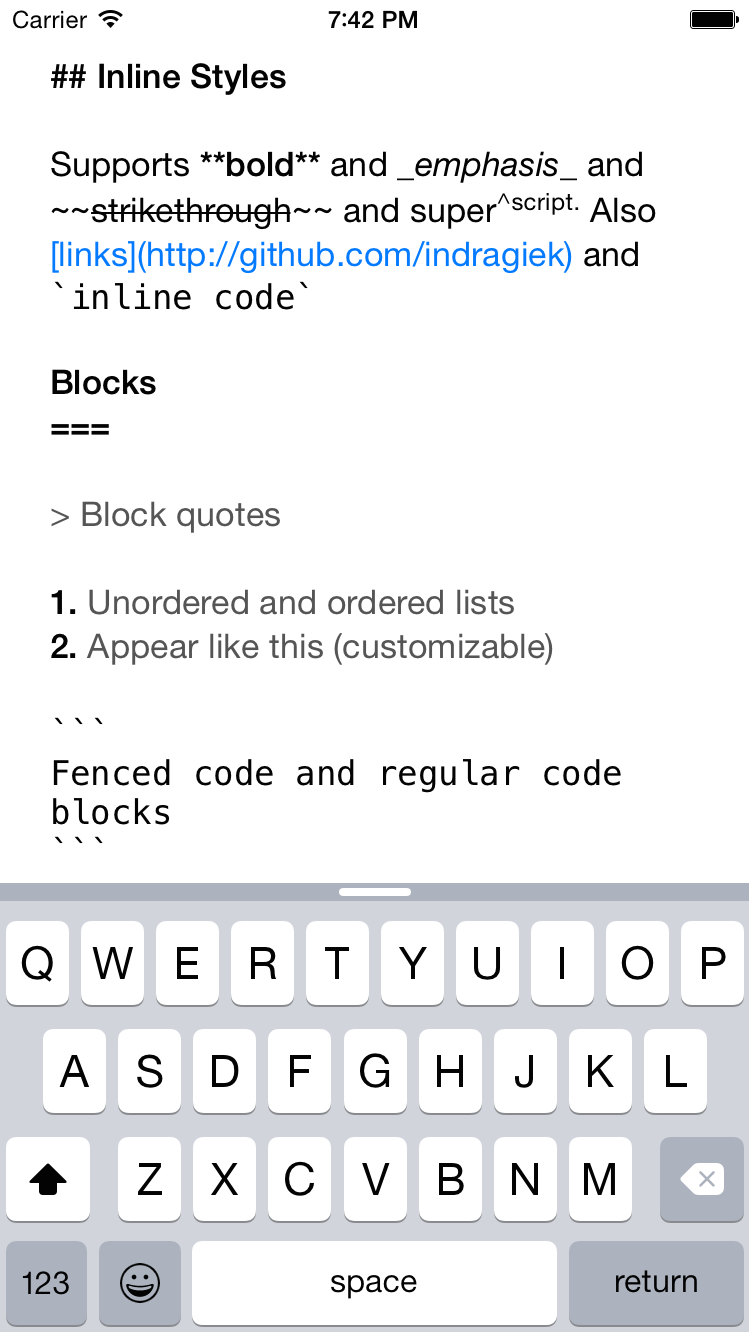 Carrier 7:42 PM
## Inline Styles
Supports **bold** and _emphasis_ and
~~strikethrough~~ and super^script. Also
[links](http://github.com/indragiek) and
`inline code`
Blocks
===
> Block quotes
1. Unordered and ordered lists
2. Appear like this (customizable)
```
Fenced code and regular code
blocks
```
Q W E R T Y U I O P
A S D F G H J K L
Z X C V B N M
123 space return